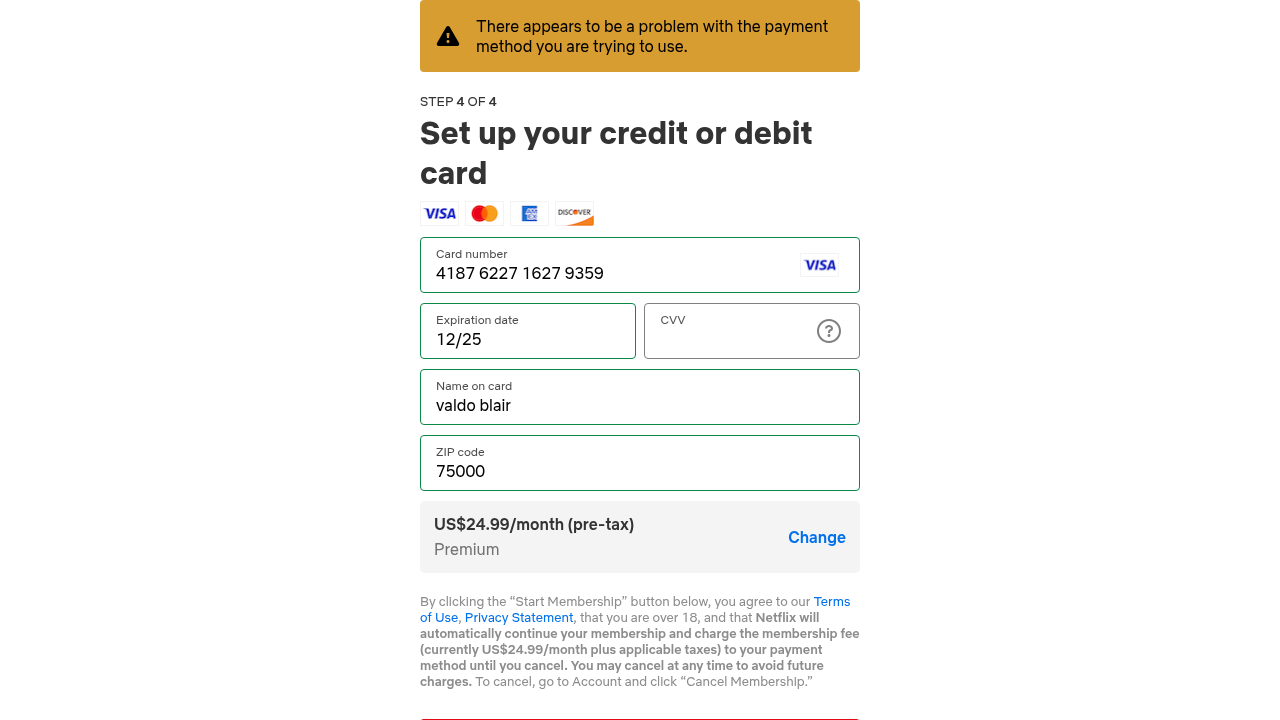 There appears to be a problem with the payment
method you are trying to use.
STEP 4 OF 4
Set up your credit or debit
card
VISA
DISCOVER
Card number
4187 6227 1627 9359
VISA
Expiration date
12/25
CVV
?
Name on card
valdo blair
ZIP code
75000
US$24.99/month (pre-tax)
Premium
Change
By clicking the “Start Membership” button below, you agree to our Terms
of Use, Privacy Statement, that you are over 18, and that Netflix will
automatically continue your membership and charge the membership fee
(currently US$24.99/month plus applicable taxes) to your payment
method until you cancel. You may cancel at any time to avoid future
charges. To cancel, go to Account and click “Cancel Membership.”